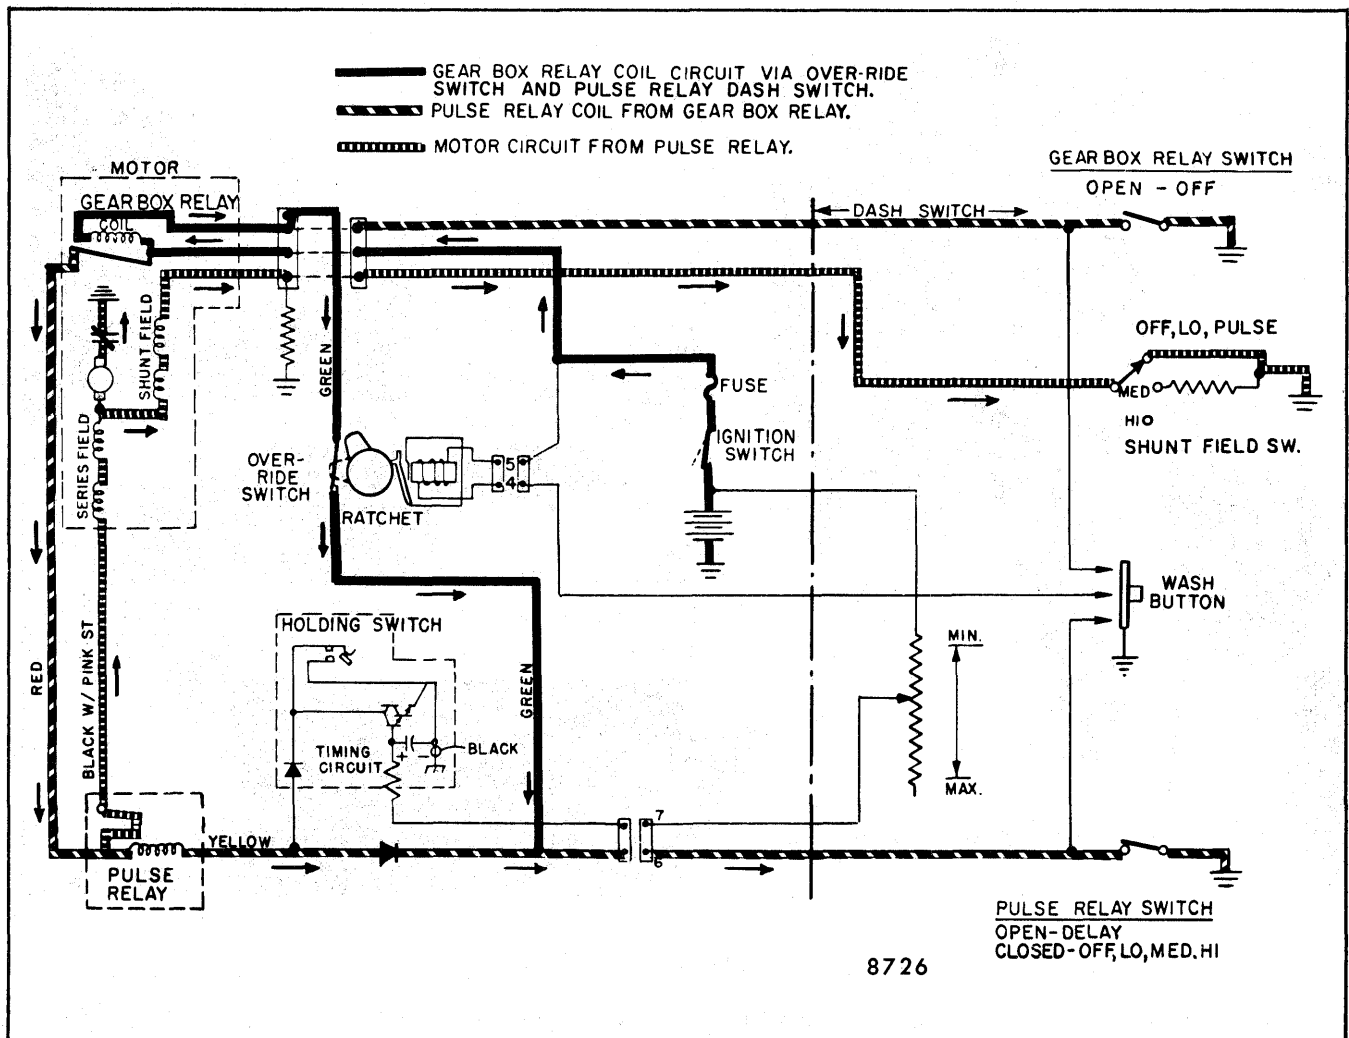 GEAR BOX RELAY COIL CIRCUIT VIA OVER-RIDE
SWITCH AND PULSE RELAY DASH SWITCH.
PULSE RELAY COIL FROM GEAR BOX RELAY.
MOTOR CIRCUIT FROM PULSE RELAY.
MOTOR
GEAR BOX RELAY
COIL
GEAR BOX RELAY SWITCH
OPEN - OFF
DASH SWITCH
SHUNT FIELD
GREEN
OFF, LO, PULSE
MED
HI
SHUNT FIELD SW.
FUSE
IGNITION
SWITCH
SERIES FIELD
OVER-
RIDE
SWITCH
RATCHET
5
4
WASH
BUTTON
HOLDING SWITCH
MIN.
RED
BLACK W/ PINK ST
GREEN
TIMING
CIRCUIT
+ -
BLACK
MAX.
7
YELLOW
6
PULSE
RELAY
PULSE RELAY SWITCH
OPEN-DELAY
CLOSED-OFF, LO, MED. HI
8726